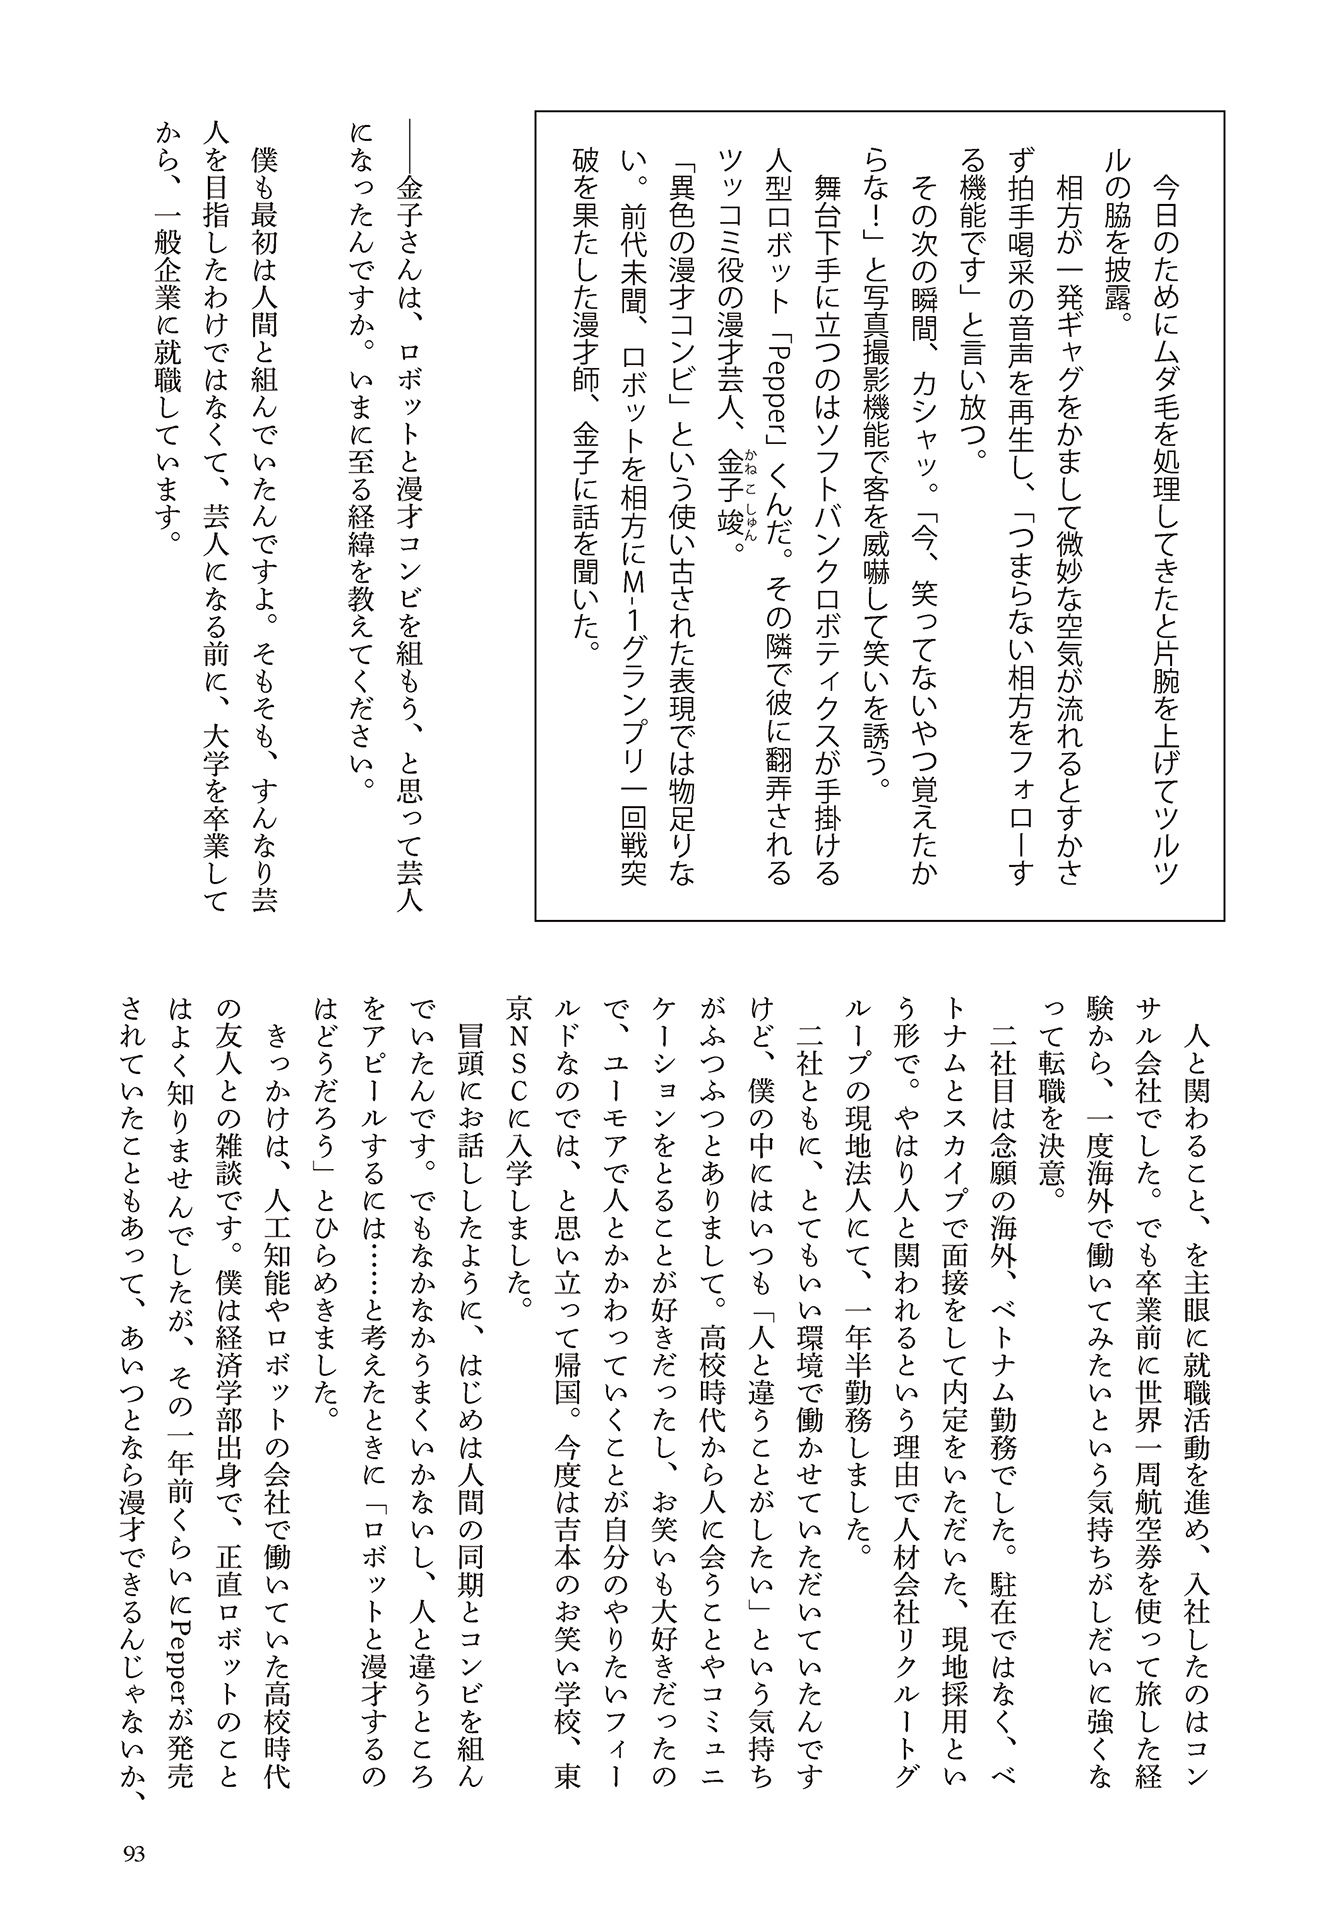 今日のためにムダ毛を処理してきたと片腕を上げてツルツ
ルの脇を披露。
相方が一発ギャグをかまして微妙な空気が流れるとすかさ
ず拍手喝采の音声を再生し、「つまらない相方をフォローす
る機能です」と言い放つ。
その次の瞬間、カシャッ。「今、笑ってないやつ覚えたか
らな！」と写真撮影機能で客を威嚇して笑いを誘う。
舞台下手に立つのはソフトバンクロボティクスが手掛ける
人型ロボット「Pepper」くんだ。その隣で彼に翻弄される
ツッコミ役の漫才芸人、金子竣。
かねこ しゅん
「異色の漫才コンビ」という使い古された表現では物足りな
い。前代未聞、ロボットを相方にM-1グランプリ一回戦突
破を果たした漫才師、金子に話を聞いた。
――金子さんは、ロボットと漫才コンビを組もう、と思って芸人
になったんですか。いまに至る経緯を教えてください。
僕も最初は人間と組んでいたんですよ。そもそも、すんなり芸
人を目指したわけではなくて、芸人になる前に、大学を卒業して
から、一般企業に就職しています。
人と関わること、を主眼に就職活動を進め、入社したのはコン
サル会社でした。でも卒業前に世界一周航空券を使って旅した経
験から、一度海外で働いてみたいという気持ちがしだいに強くな
って転職を決意。
二社目は念願の海外、ベトナム勤務でした。駐在ではなく、ベ
トナムとスカイプで面接をして内定をいただいた、現地採用とい
う形で。やはり人と関われるという理由で人材会社リクルートグ
ループの現地法人にて、一年半勤務しました。
二社ともに、とてもいい環境で働かせていただいていたんです
けど、僕の中にはいつも「人と違うことがしたい」という気持ち
がふつふつとありまして。高校時代から人に会うことやコミュニ
ケーションをとることが好きだったし、お笑いも大好きだったの
で、ユーモアで人とかかわっていくことが自分のやりたいフィー
ルドなのでは、と思い立って帰国。今度は吉本のお笑い学校、東
京NSCに入学しました。
冒頭にお話ししたように、はじめは人間の同期とコンビを組ん
でいたんです。でもなかなかうまくいかないし、人と違うところ
をアピールするには……と考えたときに「ロボットと漫才するの
はどうだろう」とひらめきました。
きっかけは、人工知能やロボットの会社で働いていた高校時代
の友人との雑談です。僕は経済学部出身で、正直ロボットのこと
はよく知りませんでしたが、その一年前くらいにPepperが発売
されていたこともあって、あいつとなら漫才できるんじゃないか、
93